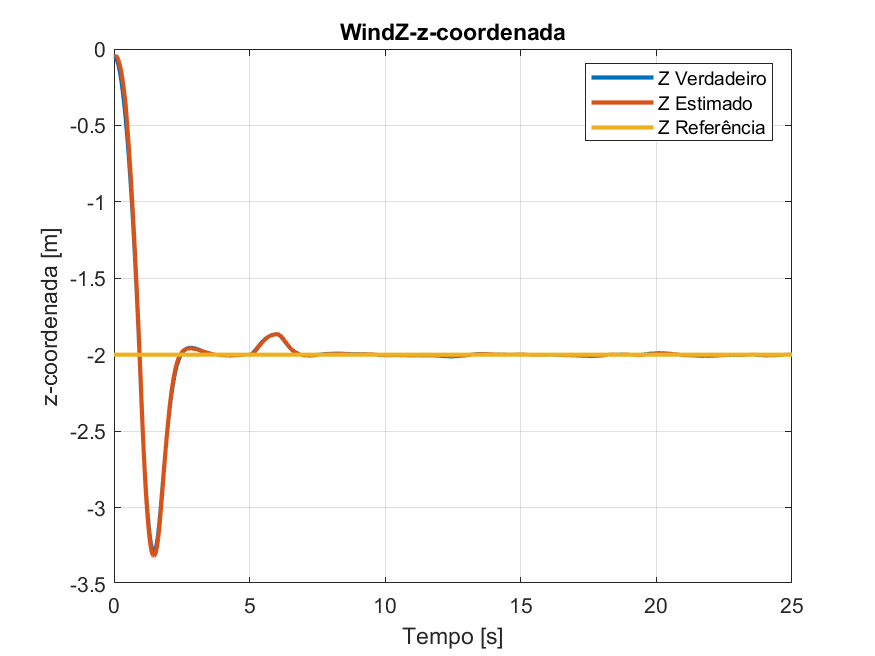 WindZ-z-coordenada
Z Verdadeiro
Z Estimado
Z Referência
0
-0.5
-1
-1.5
-2
-2.5
-3
-3.5
z-coordenada [m]
0 5 10 15 20 25
Tempo [s]